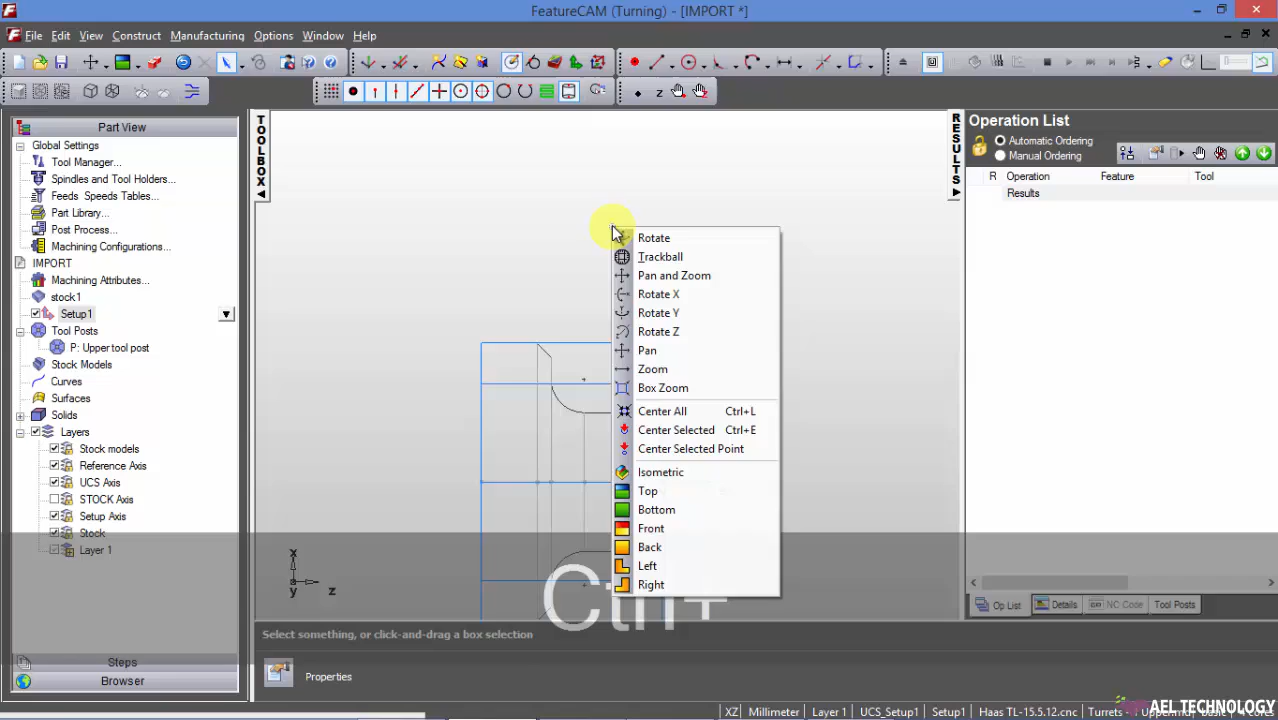 FeatureCAM (Turning) - [IMPORT *]
File Edit View Construct Manufacturing Options Window Help
Part View
Global Settings
Tool Manager...
Spindles and Tool Holders...
Feeds Speeds Tables...
Part Library...
Post Process...
Machining Configurations...
IMPORT
Machining Attributes...
stock1
Setup1
Tool Posts
P: Upper tool post
Stock Models
Curves
Surfaces
Solids
Layers
Stock models
Reference Axis
UCS Axis
STOCK Axis
Setup Axis
Stock
Layer 1
Steps
Browser
TOOLBOX
Rotate
Trackball
Pan and Zoom
Rotate X
Rotate Y
Rotate Z
Pan
Zoom
Box Zoom
Center All Ctrl+L
Center Selected Ctrl+E
Center Selected Point
Isometric
Top
Bottom
Front
Back
Left
Right
x
y z
Ctrl+
Select something, or click-and-drag a box selection
Properties
RESULTS
Operation List
Automatic Ordering
Manual Ordering
R Operation Feature Tool
Results
Op List Details NC Code Tool Posts
XZ Millimeter Layer 1 UCS_Setup1 Setup1 Haas TL-15.5.12.cnc
AEL TECHNOLOGY